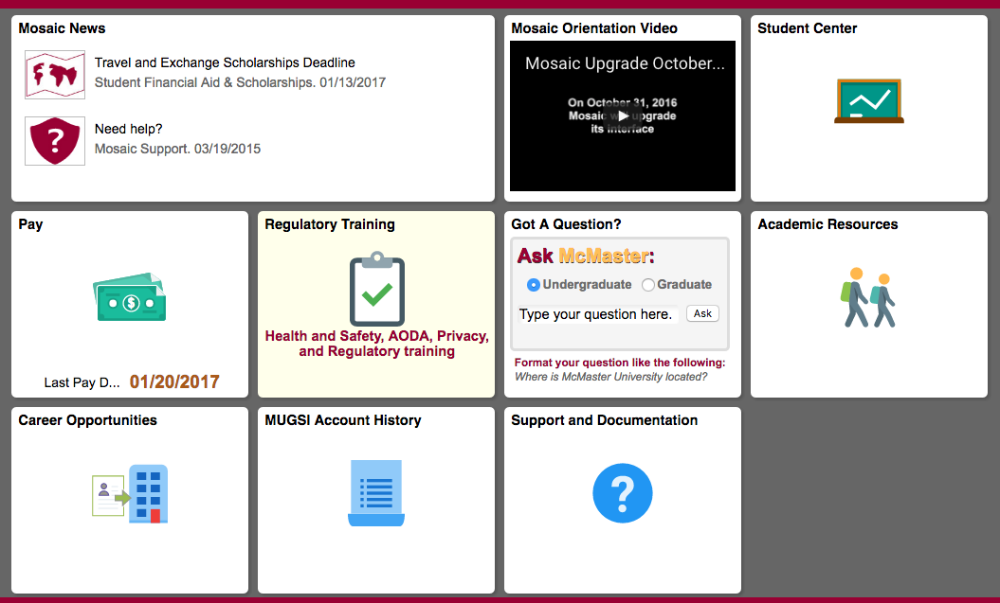 Mosaic News
Travel and Exchange Scholarships Deadline
Student Financial Aid & Scholarships. 01/13/2017
?
Need help?
Mosaic Support. 03/19/2015
Mosaic Orientation Video
Mosaic Upgrade October...
On October 31, 2016
Mosaic will upgrade
its interface
Student Center
Pay
$
Last Pay D... 01/20/2017
Regulatory Training
Health and Safety, AODA, Privacy,
and Regulatory training
Got A Question?
Ask McMaster:
Undergraduate Graduate
Type your question here. Ask
Format your question like the following:
Where is McMaster University located?
Academic Resources
Career Opportunities
MUGSI Account History
Support and Documentation
?